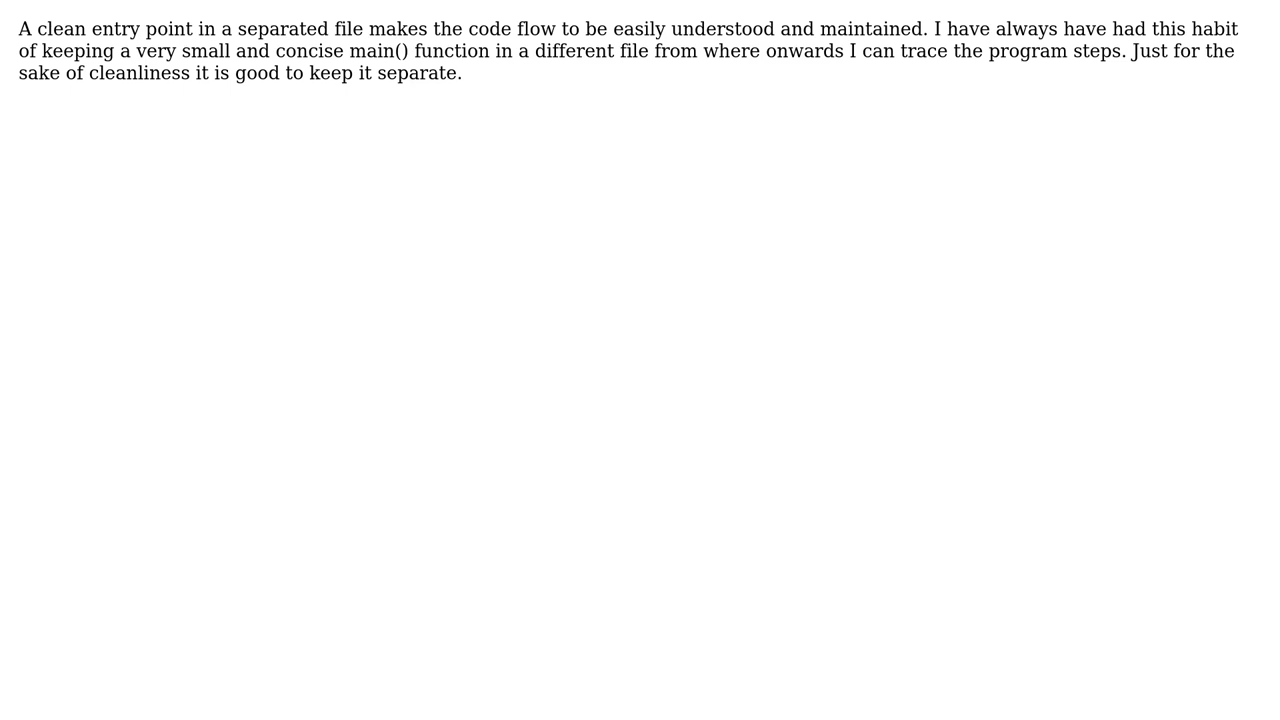 A clean entry point in a separated file makes the code flow to be easily understood and maintained. I have always have had this habit
of keeping a very small and concise main() function in a different file from where onwards I can trace the program steps. Just for the
sake of cleanliness it is good to keep it separate.